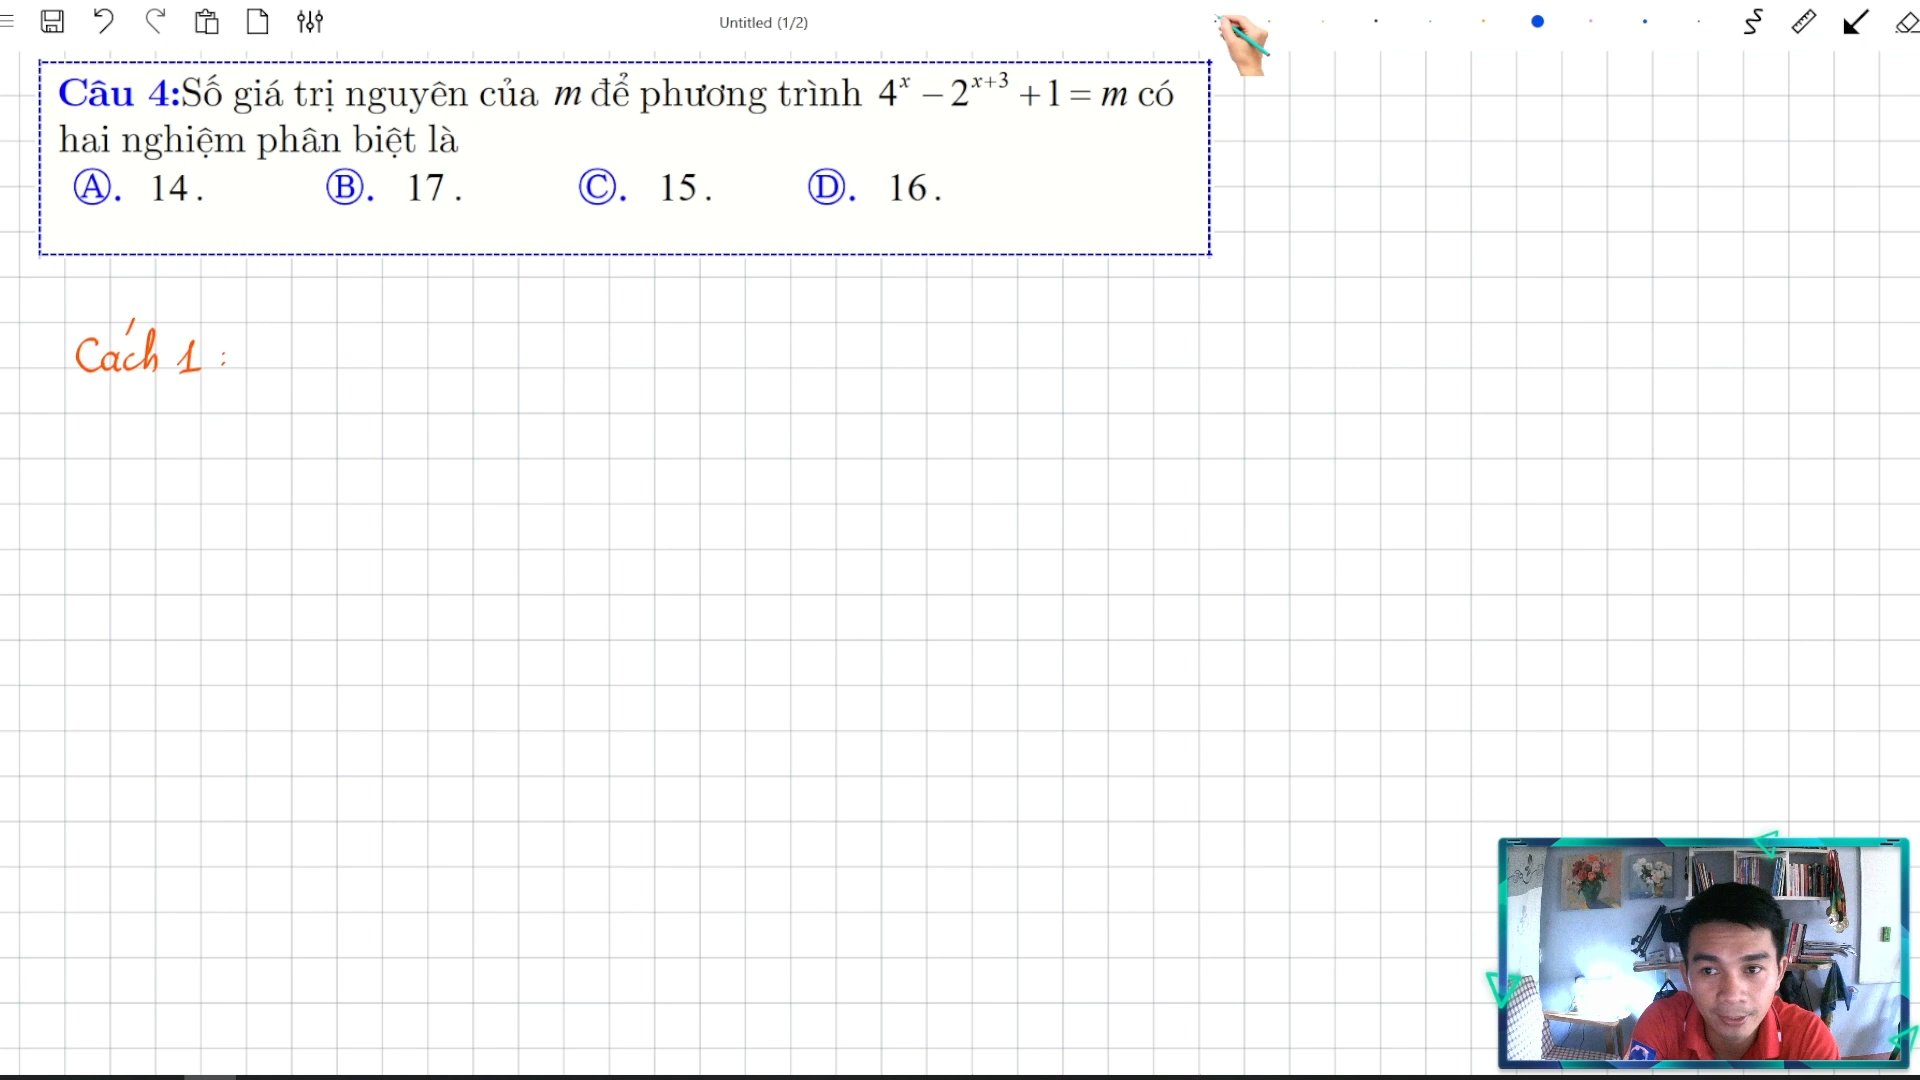 Untitled (1/2)
Câu 4:Số giá trị nguyên của m để phương trình 4^x − 2^{x+3} + 1 = m có
hai nghiệm phân biệt là
Ⓐ. 14. Ⓑ. 17. Ⓒ. 15. Ⓓ. 16.
Cách 1 :